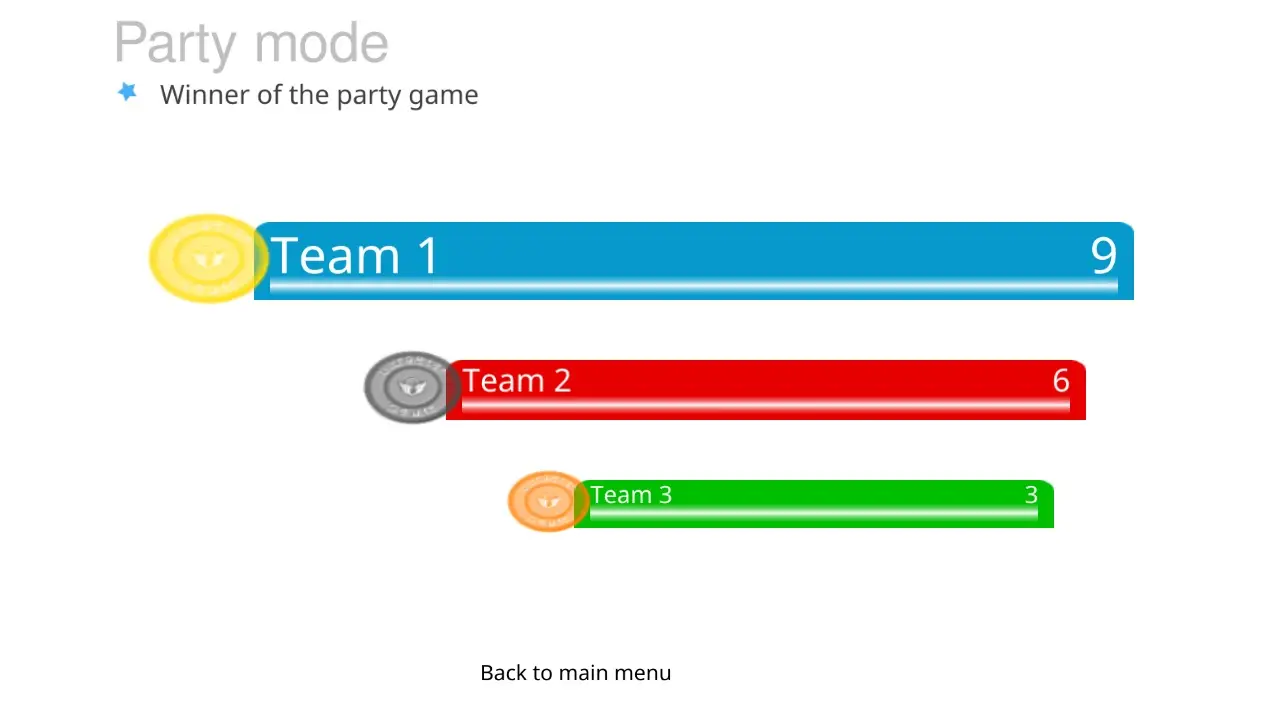 Party mode
Winner of the party game
Team 1 9
Team 2 6
Team 3 3
Back to main menu